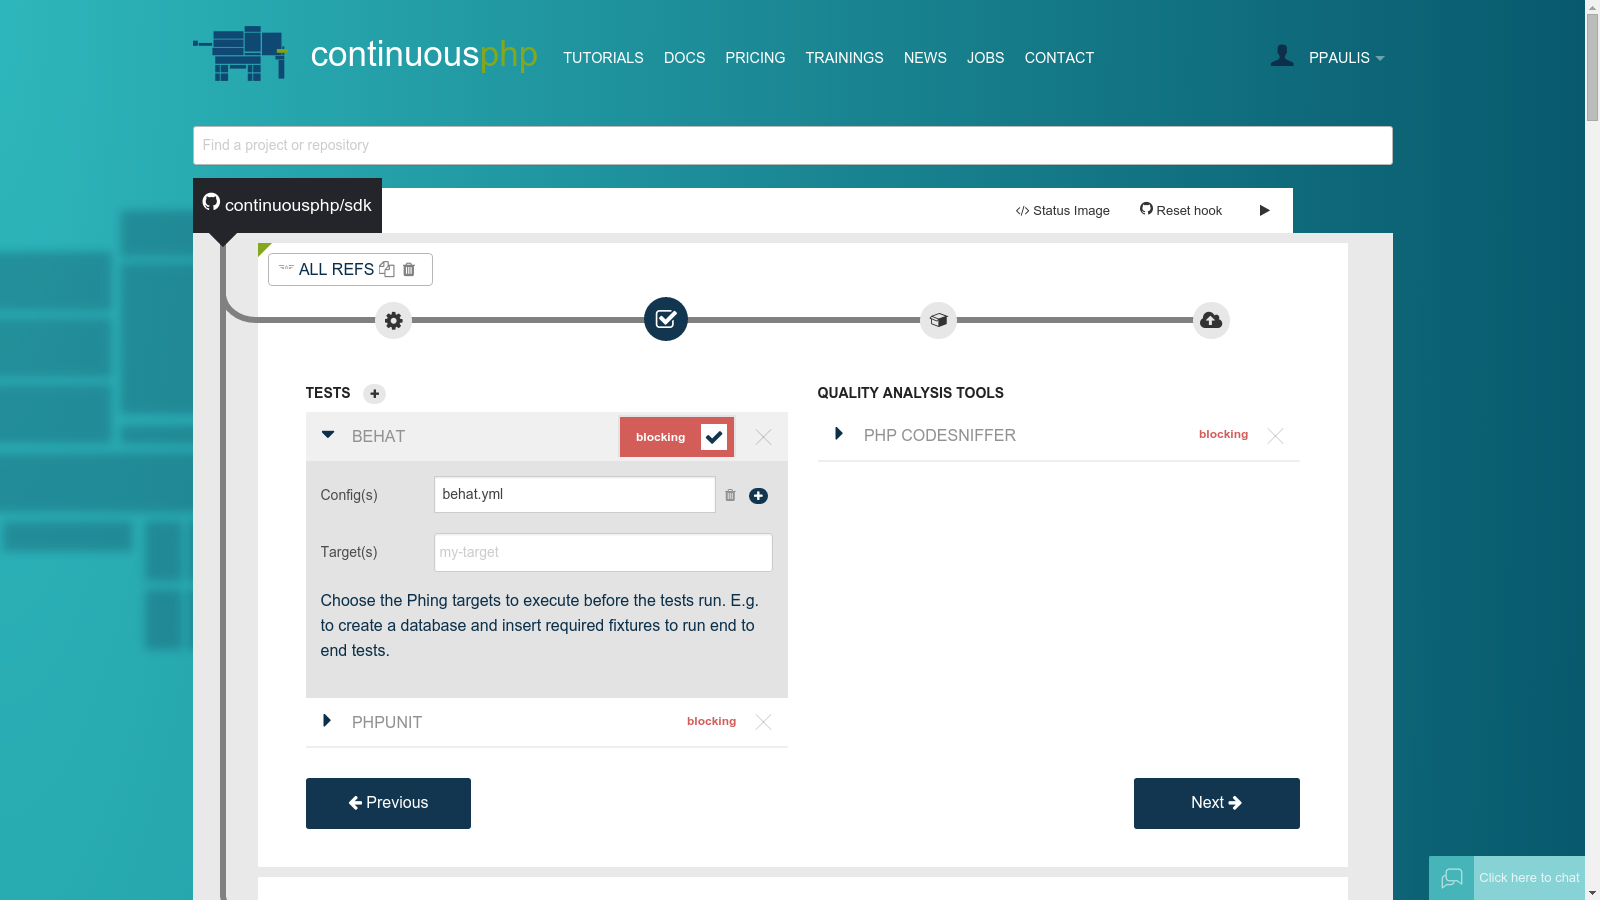 continuousphp
TUTORIALS DOCS PRICING TRAININGS NEWS JOBS CONTACT
PPAULIS
Find a project or repository
continuousphp/sdk
</> Status Image
Reset hook
ALL REFS
TESTS
BEHAT
blocking
Config(s)
behat.yml
Target(s)
my-target
Choose the Phing targets to execute before the tests run. E.g.
to create a database and insert required fixtures to run end to
end tests.
PHPUNIT
blocking
QUALITY ANALYSIS TOOLS
PHP CODESNIFFER
blocking
Previous
Next
Click here to chat